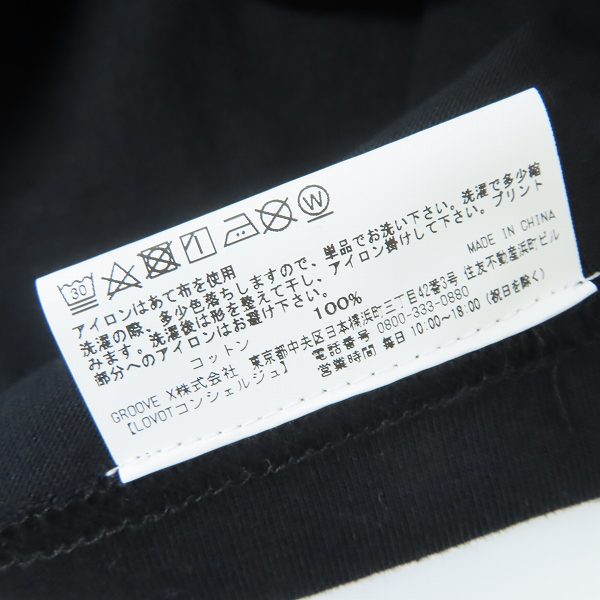 30
W
アイロンはあて布を使用
洗濯の際、多少色落ちしますので、単品でお洗い下さい。洗濯で多少縮
みます。洗濯後は形を整えて干し、アイロン掛けして下さい。プリント
部分へのアイロンはお避け下さい。
コットン 100% MADE IN CHINA
GROOVE X株式会社 東京都中央区日本橋浜町三丁目42番3号 住友不動産浜町ビル
【LOVOTコンシェルジュ】 電話番号 0800-333-0890
営業時間 毎日 10:00~18:00 (祝日を除く)